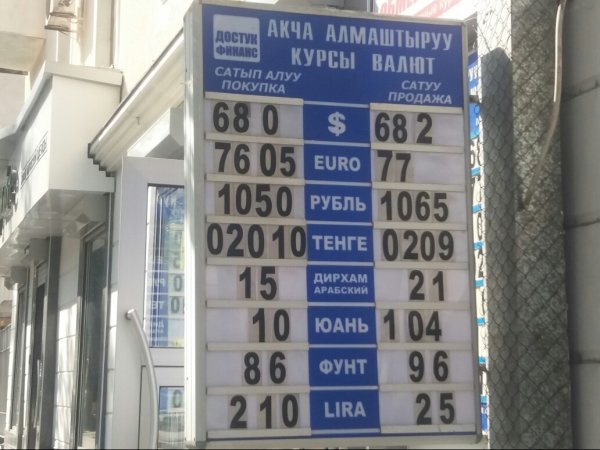 ДОСТУК
ФИНАНС
АКЧА АЛМАШТЫРУУ
КУРСЫ ВАЛЮТ
САТЫП АЛУУ
ПОКУПКА
САТУУ
ПРОДАЖА
68 0 $ 68 2
76 05 EURO 77
1050 РУБЛЬ 1065
020 10 ТЕНГЕ 0209
15 ДИРХАМ АРАБСКИЙ 21
10 ЮАНЬ 1 04
86 ФУНТ 96
2 10 LIRA 25